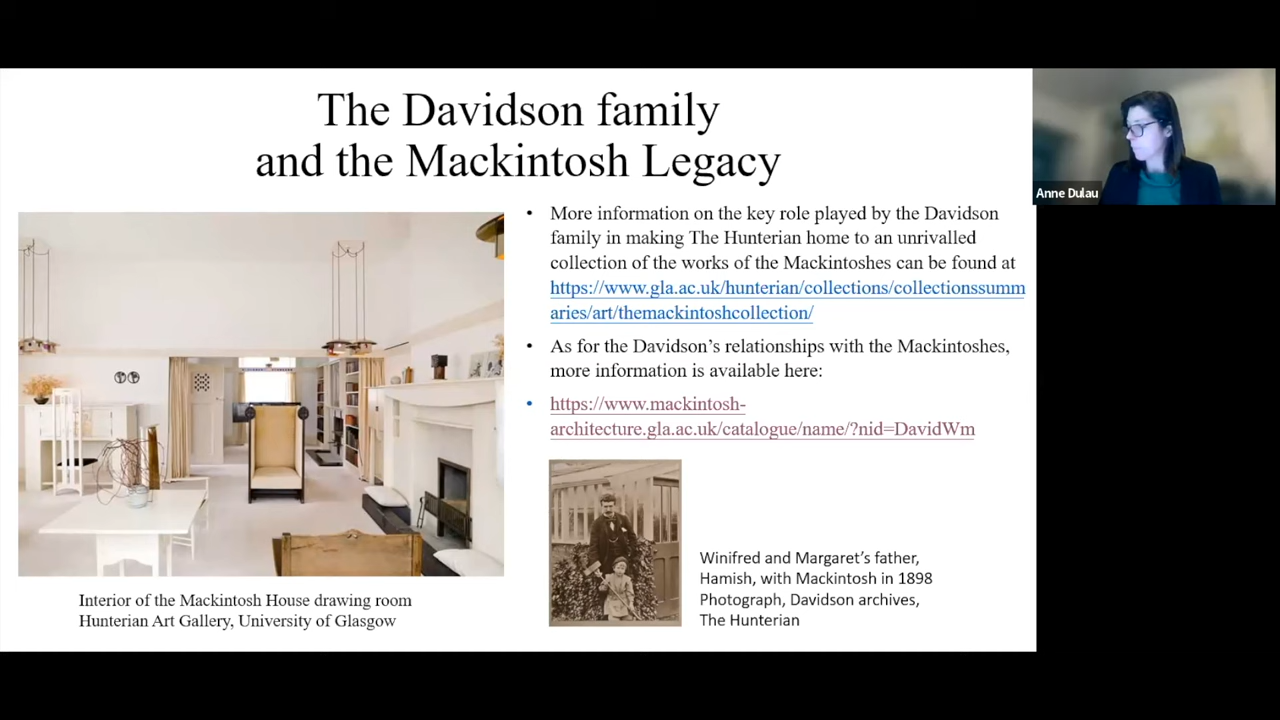 The Davidson family
and the Mackintosh Legacy
Anne Dulau
• More information on the key role played by the Davidson
family in making The Hunterian home to an unrivalled
collection of the works of the Mackintoshes can be found at
https://www.gla.ac.uk/hunterian/collections/collectionssumm
aries/art/themackintoshcollection/
• As for the Davidson’s relationships with the Mackintoshes,
more information is available here:
• https://www.mackintosh-
architecture.gla.ac.uk/catalogue/name/?nid=DavidWm
Winifred and Margaret’s father,
Hamish, with Mackintosh in 1898
Photograph, Davidson archives,
The Hunterian
Interior of the Mackintosh House drawing room
Hunterian Art Gallery, University of Glasgow